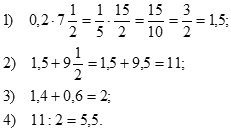 1) 0,2·7 1/2 = 1/5 · 15/2 = 15/10 = 3/2 = 1,5;
2) 1,5+9 1/2 = 1,5+9,5=11;
3) 1,4+0,6=2;
4) 11:2=5,5.